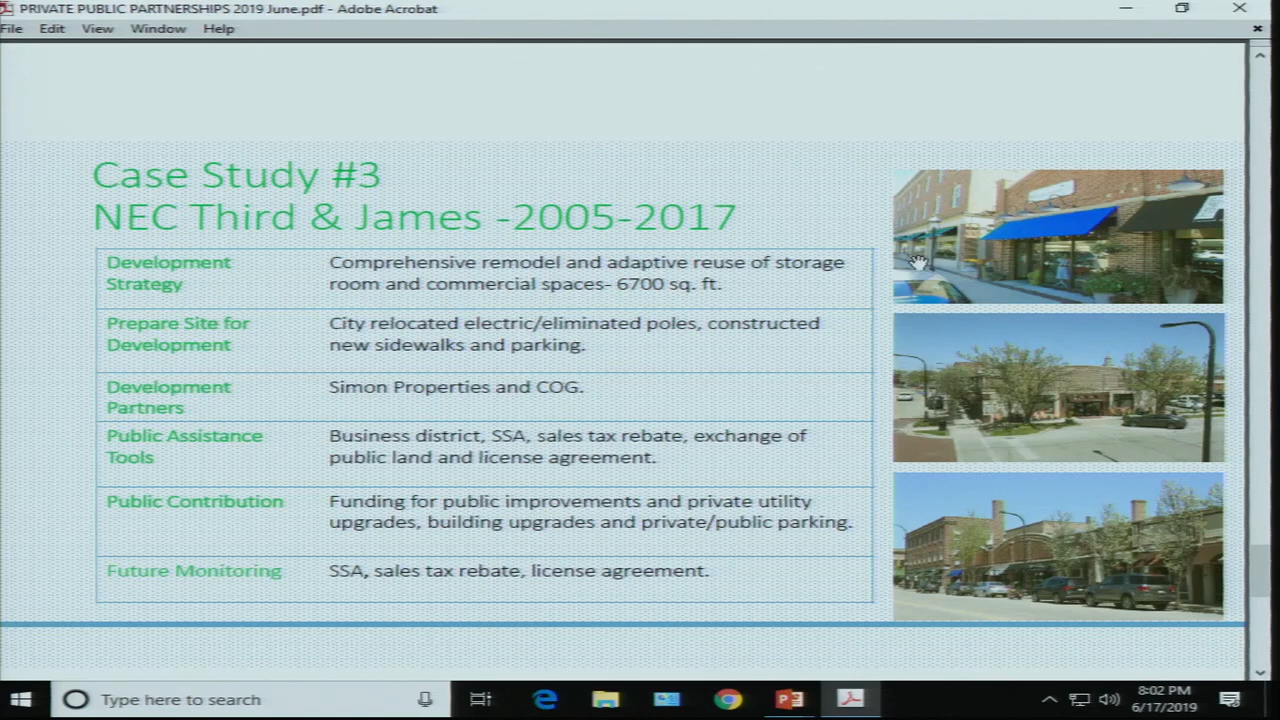 PRIVATE PUBLIC PARTNERSHIPS 2019 June.pdf - Adobe Acrobat
File Edit View Window Help
Case Study #3
NEC Third & James -2005-2017
Development
Strategy
Comprehensive remodel and adaptive reuse of storage
room and commercial spaces- 6700 sq. ft.
Prepare Site for
Development
City relocated electric/eliminated poles, constructed
new sidewalks and parking.
Development
Partners
Simon Properties and COG.
Public Assistance
Tools
Business district, SSA, sales tax rebate, exchange of
public land and license agreement.
Public Contribution
Funding for public improvements and private utility
upgrades, building upgrades and private/public parking.
Future Monitoring
SSA, sales tax rebate, license agreement.
Type here to search
8:02 PM
6/17/2019